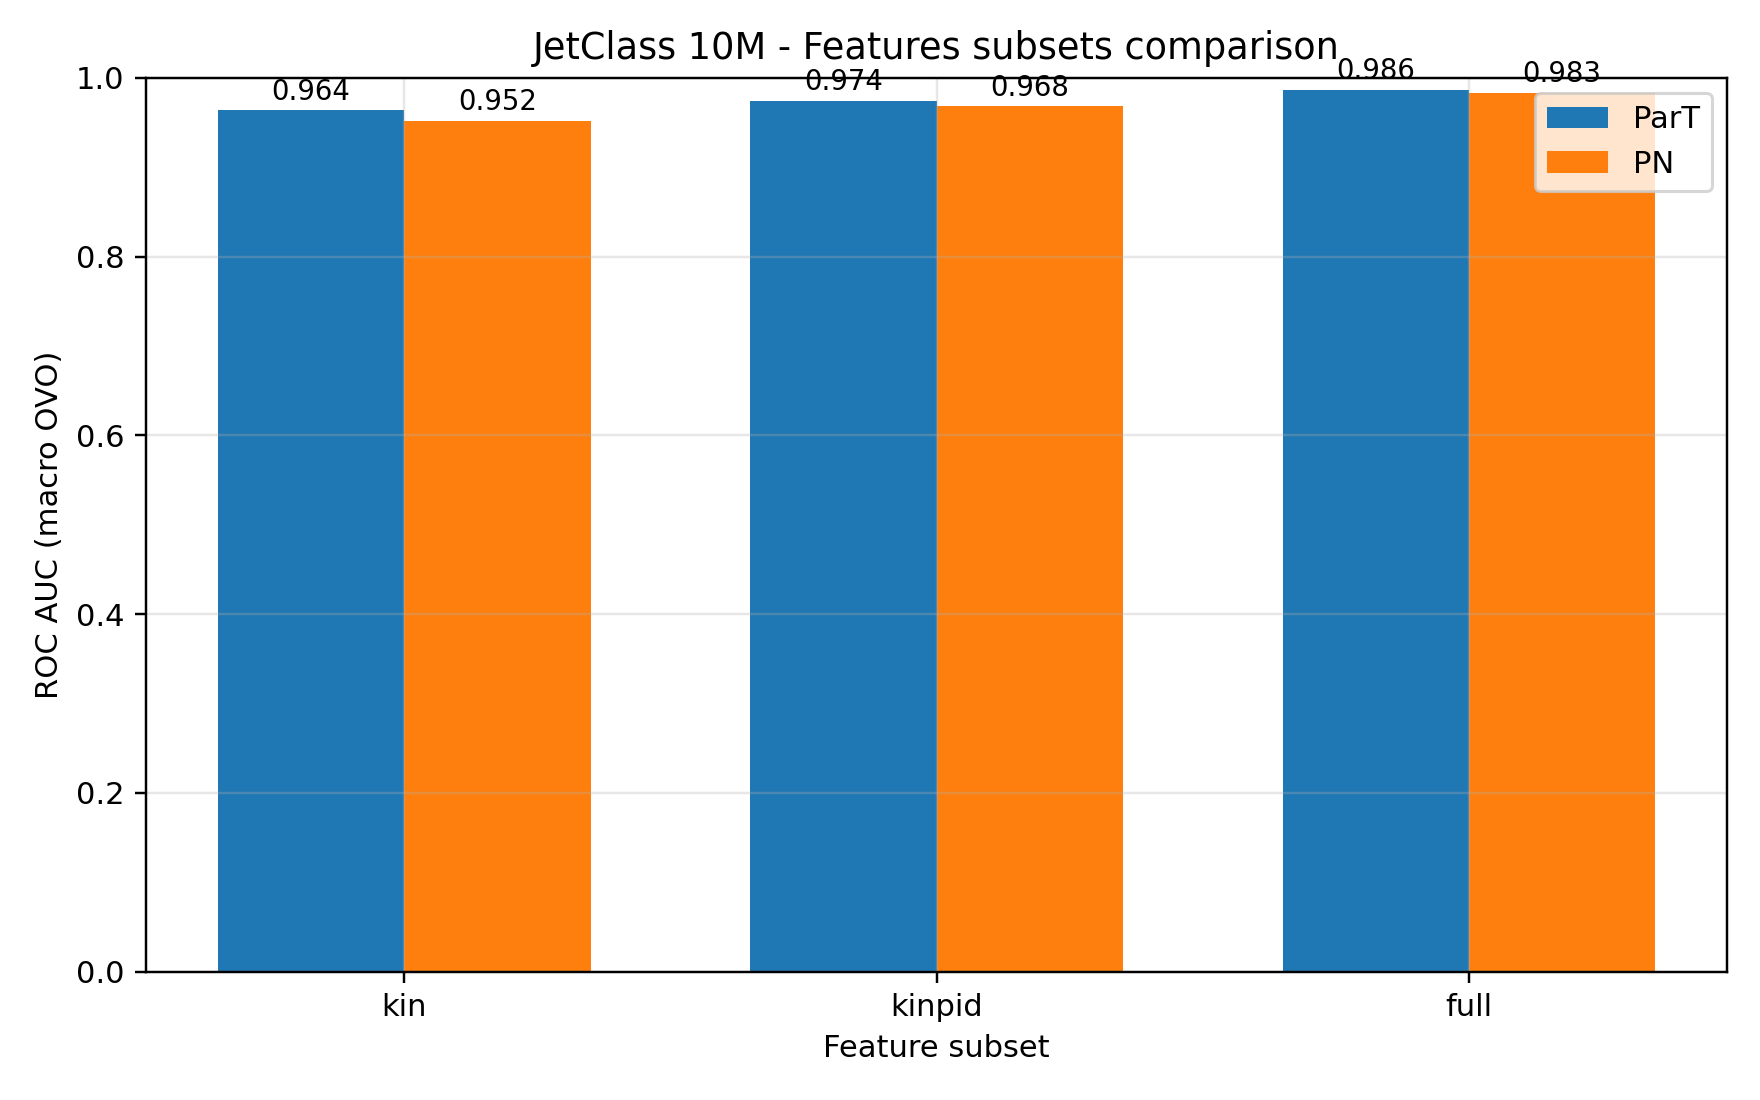 JetClass 10M - Features subsets comparison
0.964
0.952
0.974
0.968
0.986
0.983
ParT
PN
1.0
0.8
0.6
0.4
0.2
0.0
ROC AUC (macro OVO)
kin
kinpid
full
Feature subset